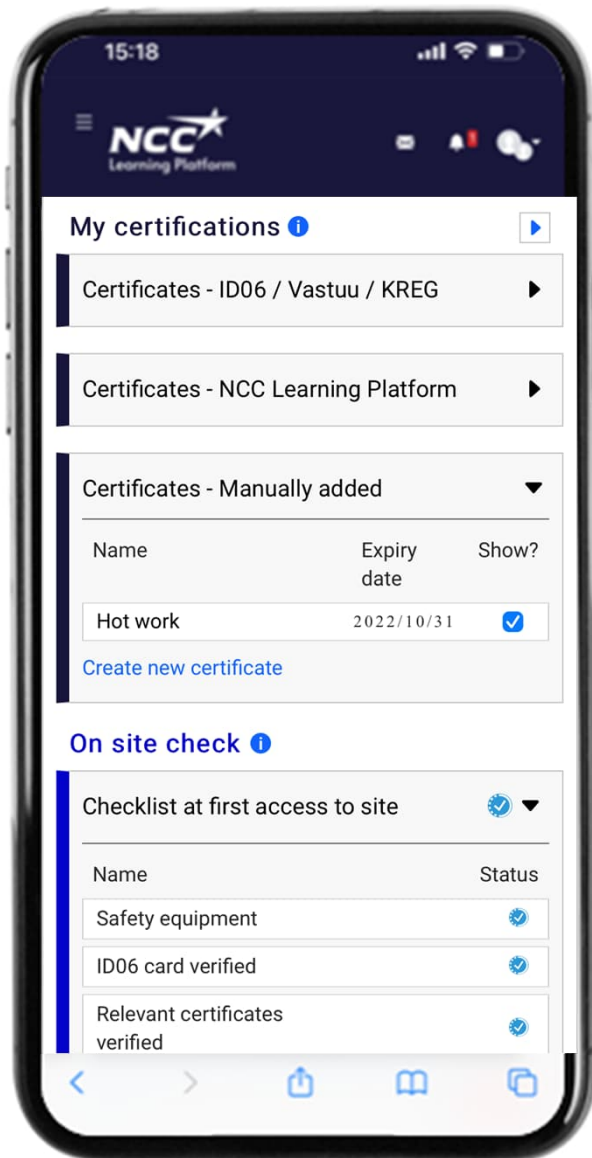 15:18
NCC
Learning Platform
1
My certifications
Certificates - ID06 / Vastuu / KREG
Certificates - NCC Learning Platform
Certificates - Manually added
Name Expiry date Show?
Hot work 2022/10/31
Create new certificate
On site check
Checklist at first access to site
Name Status
Safety equipment
ID06 card verified
Relevant certificates
verified